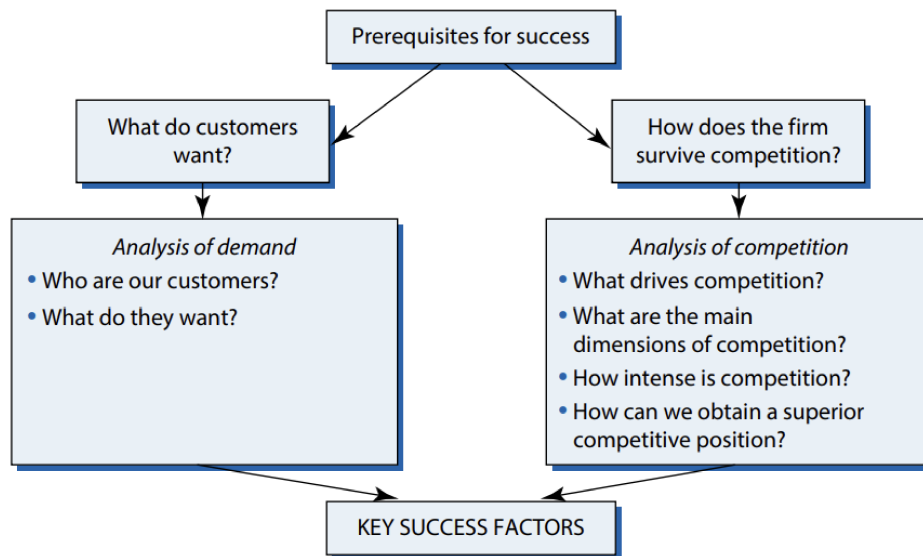 Prerequisites for success
What do customers
want?
How does the firm
survive competition?
Analysis of demand
• Who are our customers?
• What do they want?
Analysis of competition
• What drives competition?
• What are the main
dimensions of competition?
• How intense is competition?
• How can we obtain a superior
competitive position?
KEY SUCCESS FACTORS